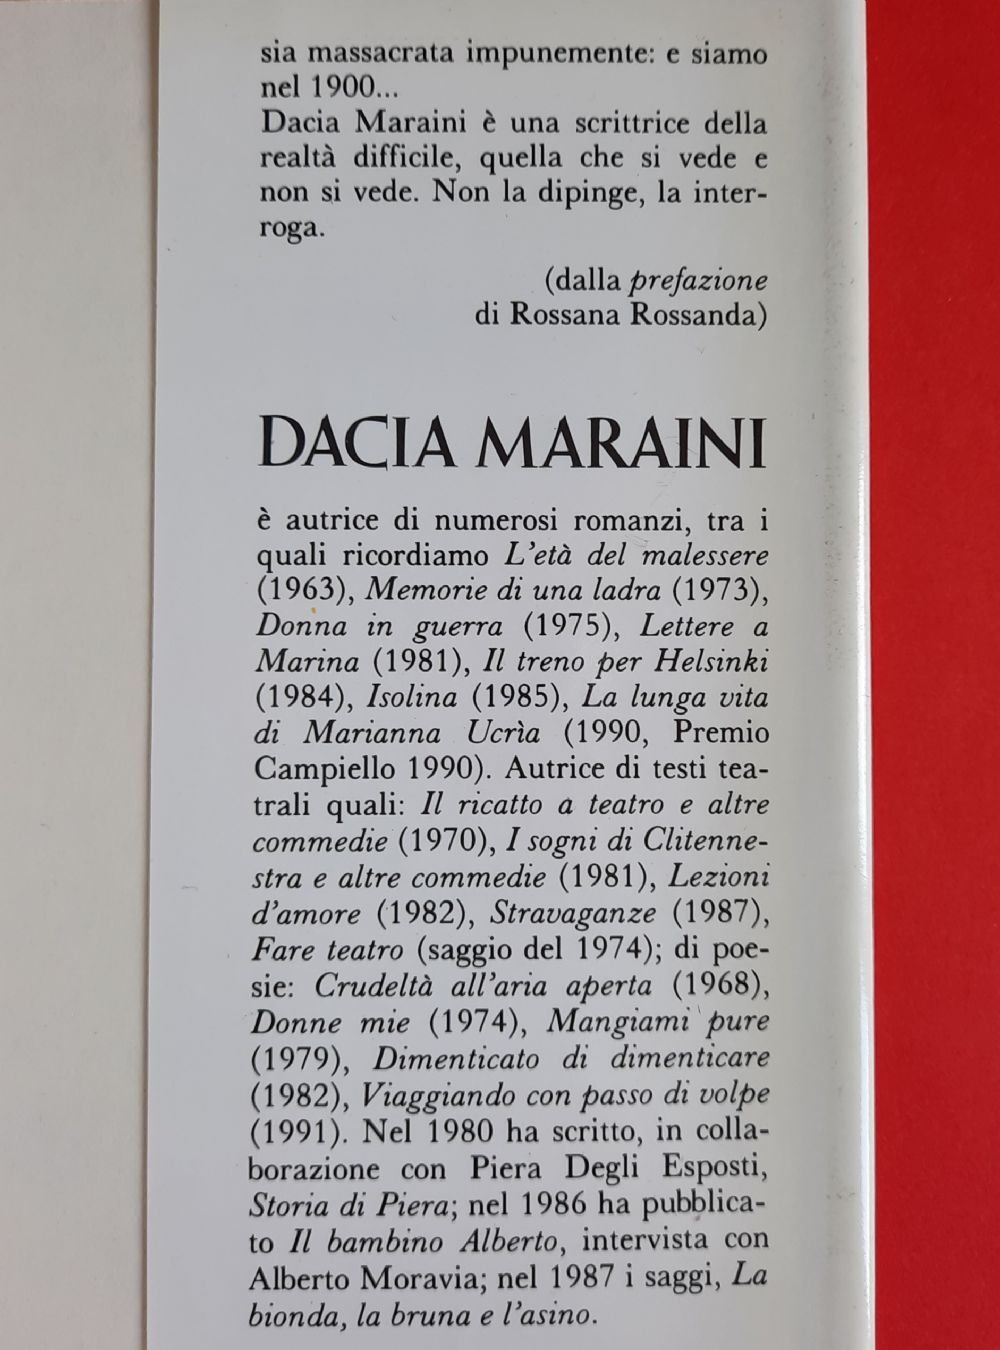 sia massacrata impunemente: e siamo
nel 1900...
Dacia Maraini è una scrittrice della
realtà difficile, quella che si vede e
non si vede. Non la dipinge, la inter-
roga.
(dalla prefazione
di Rossana Rossanda)
DACIA MARAINI
è autrice di numerosi romanzi, tra i
quali ricordiamo L'età del malessere
(1963), Memorie di una ladra (1973),
Donna in guerra (1975), Lettere a
Marina (1981), Il treno per Helsinki
(1984), Isolina (1985), La lunga vita
di Marianna Ucrìa (1990, Premio
Campiello 1990). Autrice di testi tea-
trali quali: Il ricatto a teatro e altre
commedie (1970), I sogni di Clitenne-
stra e altre commedie (1981), Lezioni
d'amore (1982), Stravaganze (1987),
Fare teatro (saggio del 1974); di poe-
sie: Crudeltà all'aria aperta (1968),
Donne mie (1974), Mangiami pure
(1979), Dimenticato di dimenticare
(1982), Viaggiando con passo di volpe
(1991). Nel 1980 ha scritto, in colla-
borazione con Piera Degli Esposti,
Storia di Piera; nel 1986 ha pubblica-
to Il bambino Alberto, intervista con
Alberto Moravia; nel 1987 i saggi, La
bionda, la bruna e l'asino.